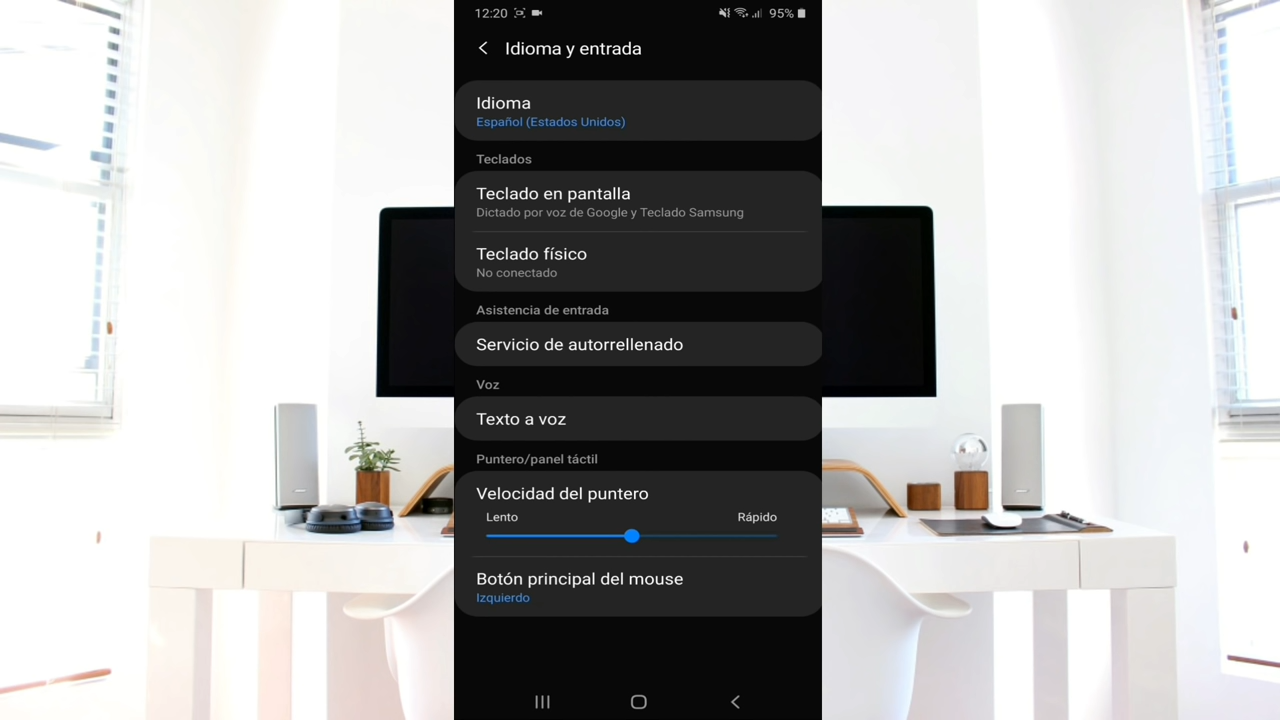 12:20 95%
Idioma y entrada
Idioma
Español (Estados Unidos)
Teclados
Teclado en pantalla
Dictado por voz de Google y Teclado Samsung
Teclado físico
No conectado
Asistencia de entrada
Servicio de autorrellenado
Voz
Texto a voz
Puntero/panel táctil
Velocidad del puntero
Lento Rápido
Botón principal del mouse
Izquierdo